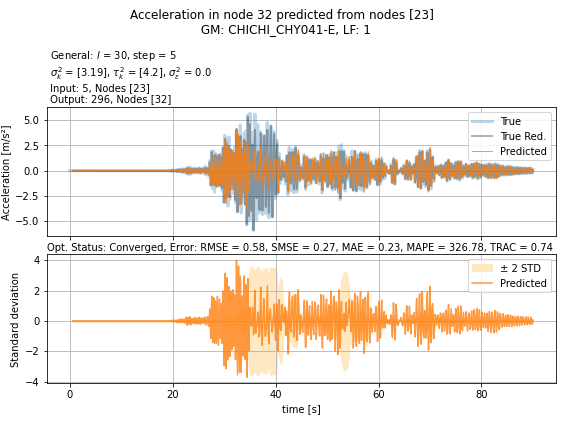 Acceleration in node 32 predicted from nodes [23]
GM: CHICHI_CHY041-E, LF: 1
General: l = 30, step = 5
σ²ₖ = [3.19], τ²ₖ = [4.2], σ²ε = 0.0
Input: 5, Nodes [23]
Output: 296, Nodes [32]
Acceleration [m/s²]
5.0
2.5
0.0
−2.5
−5.0
True
True Red.
Predicted
Opt. Status: Converged, Error: RMSE = 0.58, SMSE = 0.27, MAE = 0.23, MAPE = 326.78, TRAC = 0.74
Standard deviation
4
2
0
−2
−4
± 2 STD
Predicted
0 20 40 60 80
time [s]